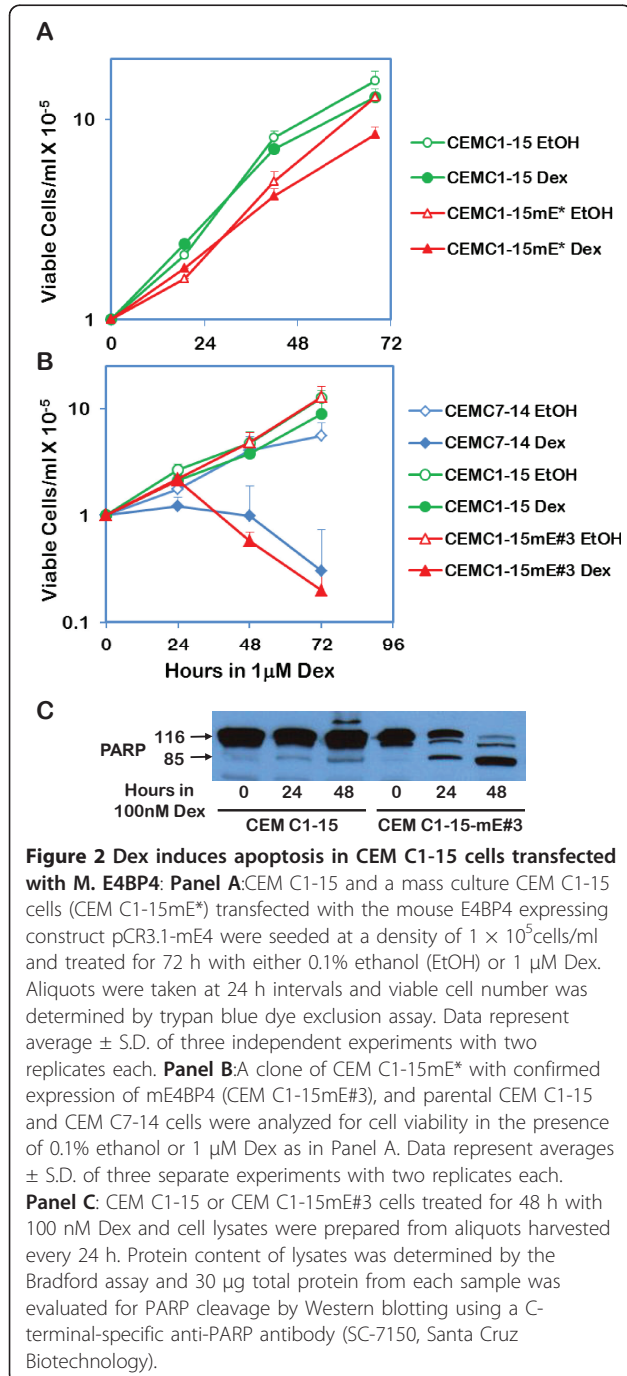 A
Viable Cells/ml X 10-5
10
1
0 24 48 72
CEMC1-15 EtOH
CEMC1-15 Dex
CEMC1-15mE* EtOH
CEMC1-15mE* Dex
B
Viable Cells/ml X 10-5
10
1
0.1
0 24 48 72 96
Hours in 1μM Dex
CEMC7-14 EtOH
CEMC7-14 Dex
CEMC1-15 EtOH
CEMC1-15 Dex
CEMC1-15mE#3 EtOH
CEMC1-15mE#3 Dex
C
PARP
116
85
Hours in
100nM Dex
0 24 48 0 24 48
CEM C1-15 CEM C1-15-mE#3
Figure 2 Dex induces apoptosis in CEM C1-15 cells transfected
with M. E4BP4: Panel A:CEM C1-15 and a mass culture CEM C1-15
cells (CEM C1-15mE*) transfected with the mouse E4BP4 expressing
construct pCR3.1-mE4 were seeded at a density of 1 × 10⁵cells/ml
and treated for 72 h with either 0.1% ethanol (EtOH) or 1 μM Dex.
Aliquots were taken at 24 h intervals and viable cell number was
determined by trypan blue dye exclusion assay. Data represent
average ± S.D. of three independent experiments with two
replicates each. Panel B:A clone of CEM C1-15mE* with confirmed
expression of mE4BP4 (CEM C1-15mE#3), and parental CEM C1-15
and CEM C7-14 cells were analyzed for cell viability in the presence
of 0.1% ethanol or 1 μM Dex as in Panel A. Data represent averages
± S.D. of three separate experiments with two replicates each.
Panel C: CEM C1-15 or CEM C1-15mE#3 cells treated for 48 h with
100 nM Dex and cell lysates were prepared from aliquots harvested
every 24 h. Protein content of lysates was determined by the
Bradford assay and 30 μg total protein from each sample was
evaluated for PARP cleavage by Western blotting using a C-
terminal-specific anti-PARP antibody (SC-7150, Santa Cruz
Biotechnology).